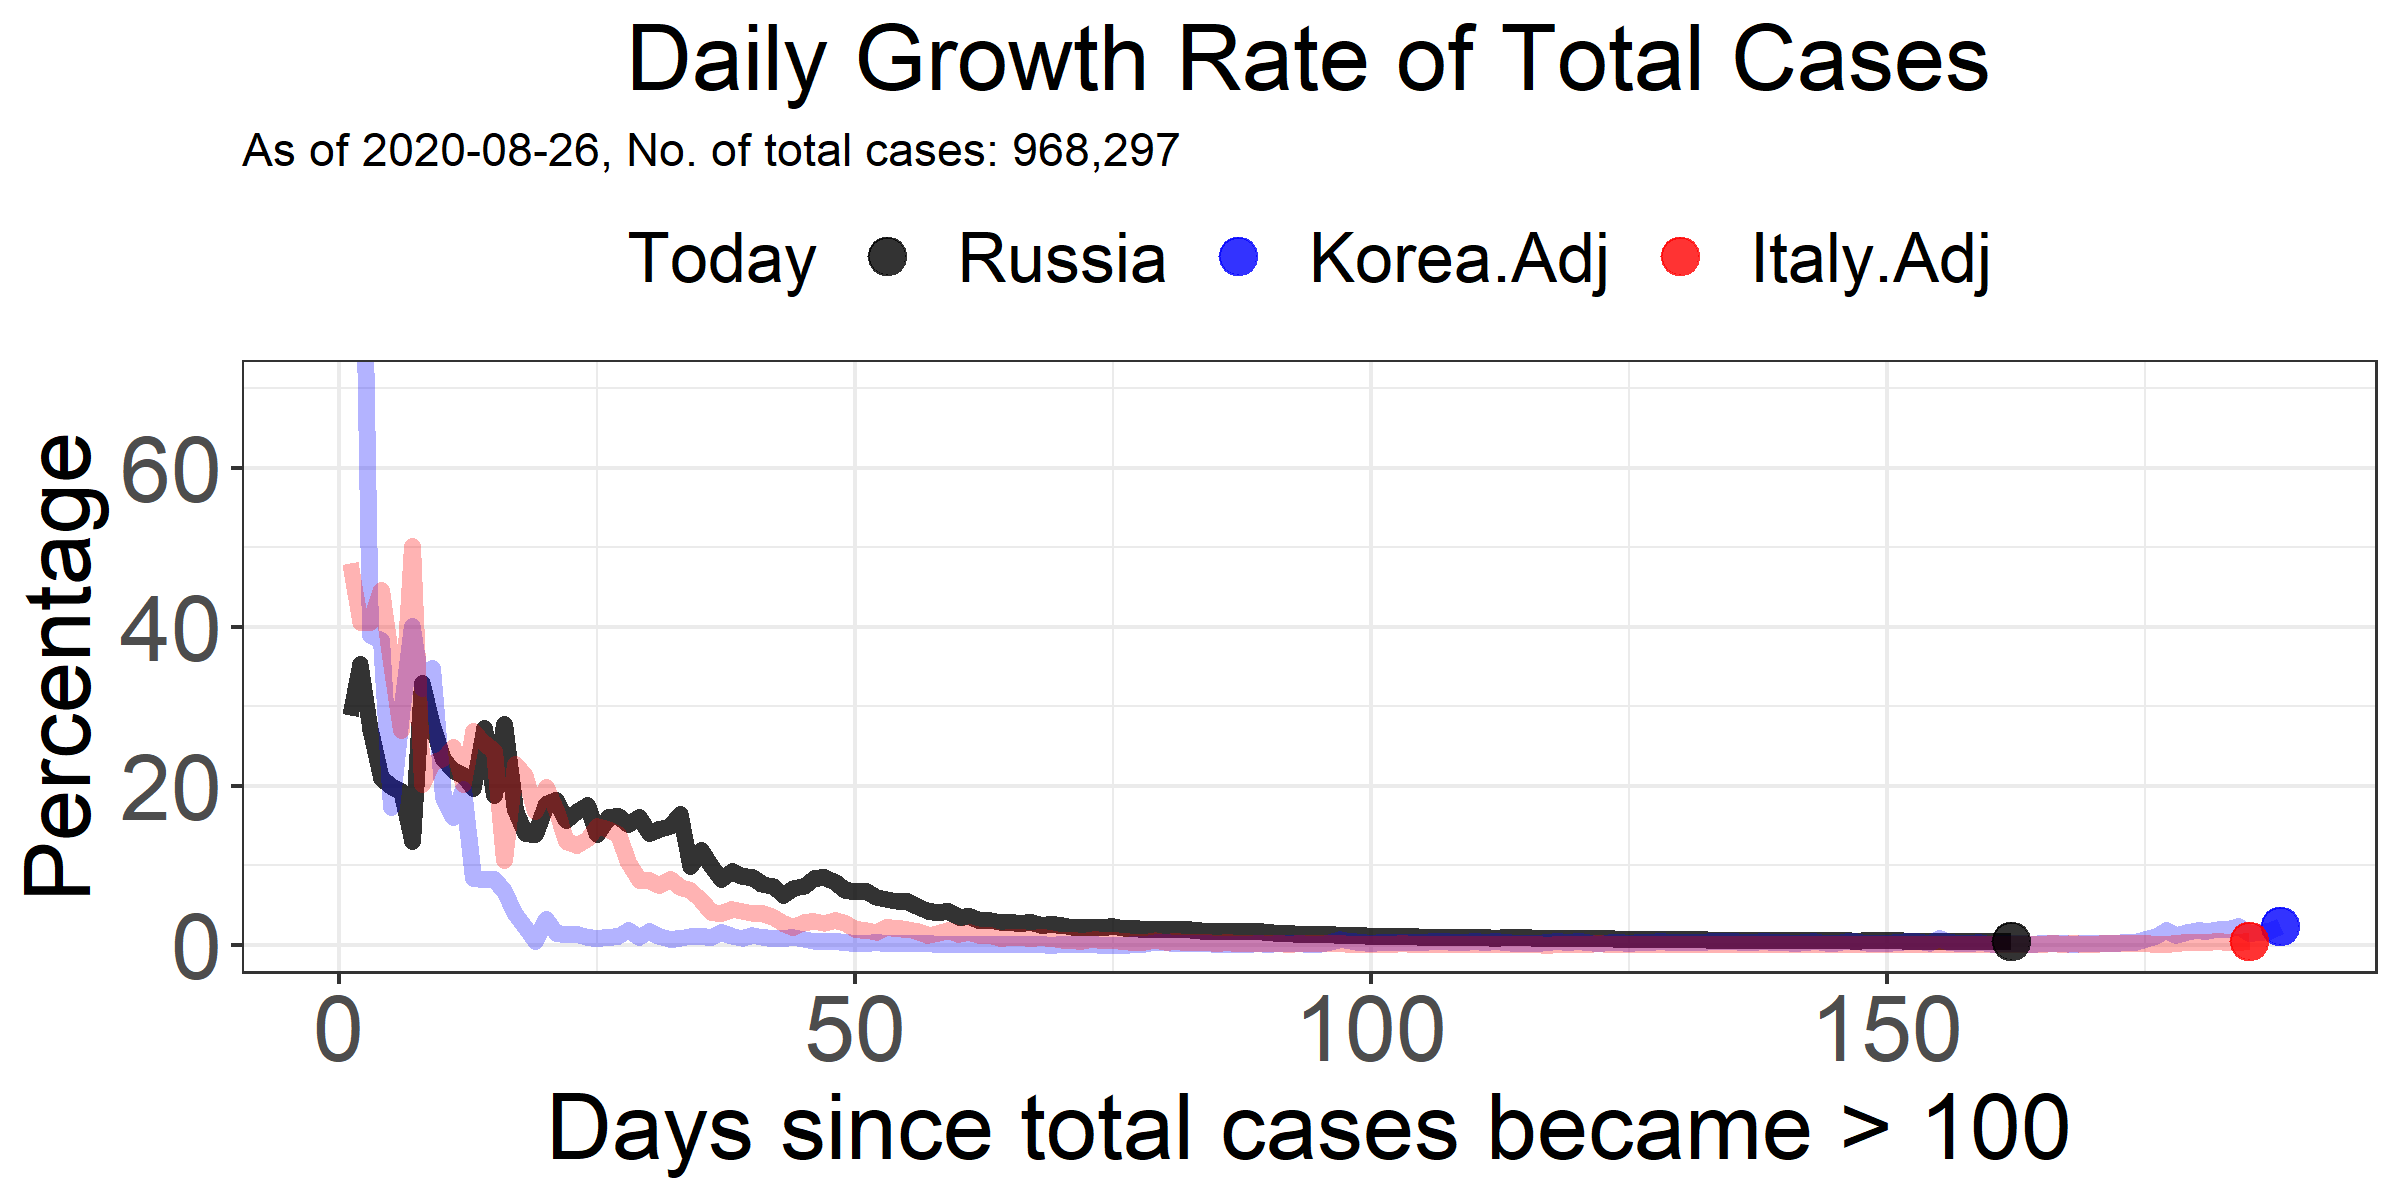 Daily Growth Rate of Total Cases
As of 2020-08-26, No. of total cases: 968,297
Today Russia Korea.Adj Italy.Adj
Percentage
60
40
20
0
0 50 100 150
Days since total cases became > 100